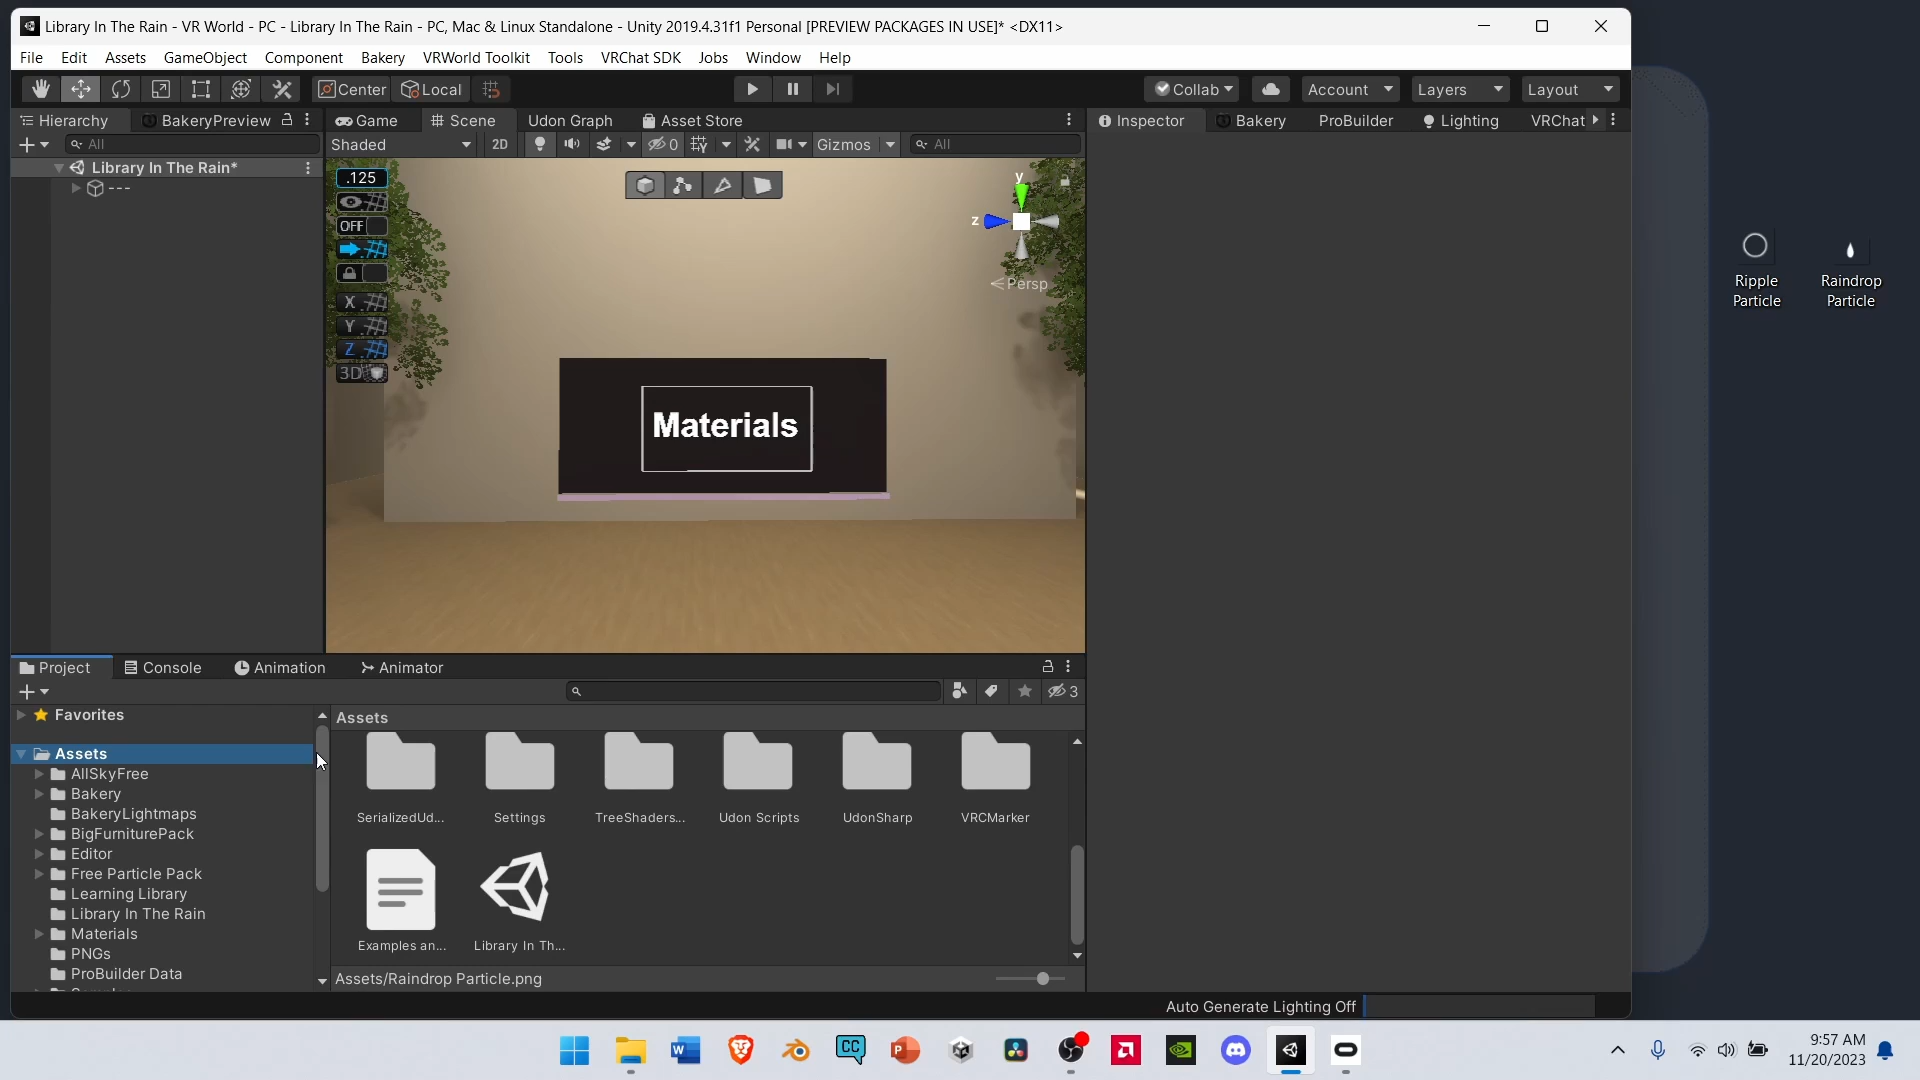 Library In The Rain - VR World - PC - Library In The Rain - PC, Mac & Linux Standalone - Unity 2019.4.31f1 Personal [PREVIEW PACKAGES IN USE]* <DX11>
File Edit Assets GameObject Component Bakery VRWorld Toolkit Tools VRChat SDK Jobs Window Help
Center Local Collab Account Layers Layout
Hierarchy BakeryPreview Game Scene Udon Graph Asset Store Inspector Bakery ProBuilder Lighting VRChat
All Shaded 2D 0 Gizmos All
Library In The Rain*
---
.125
OFF
X
Y
Z
3D
y
z
Persp
Materials
Ripple
Particle
Raindrop
Particle
Project Console Animation Animator
3
Favorites
Assets
AllSkyFree
Bakery
BakeryLightmaps
BigFurniturePack
Editor
Free Particle Pack
Learning Library
Library In The Rain
Materials
PNGs
ProBuilder Data
Assets
SerializedUd... Settings TreeShaders... Udon Scripts UdonSharp VRCMarker
Examples an... Library In Th...
Assets/Raindrop Particle.png
Auto Generate Lighting Off
CC
9:57 AM
11/20/2023